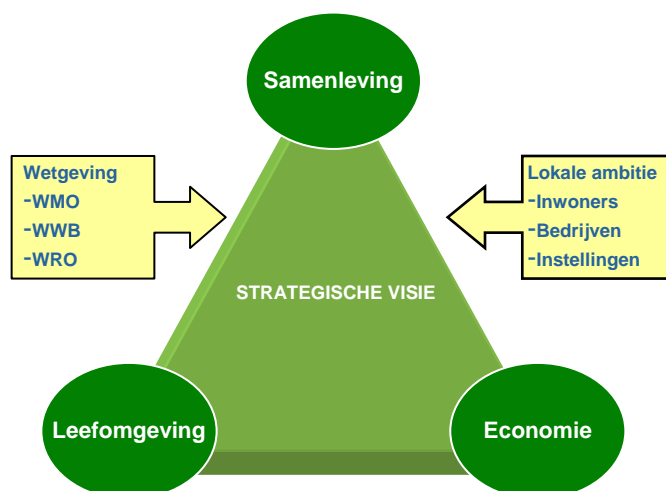 Samenleving
Wetgeving
-WMO
-WWB
-WRO
Lokale ambitie
-Inwoners
-Bedrijven
-Instellingen
STRATEGISCHE VISIE
Leefomgeving
Economie